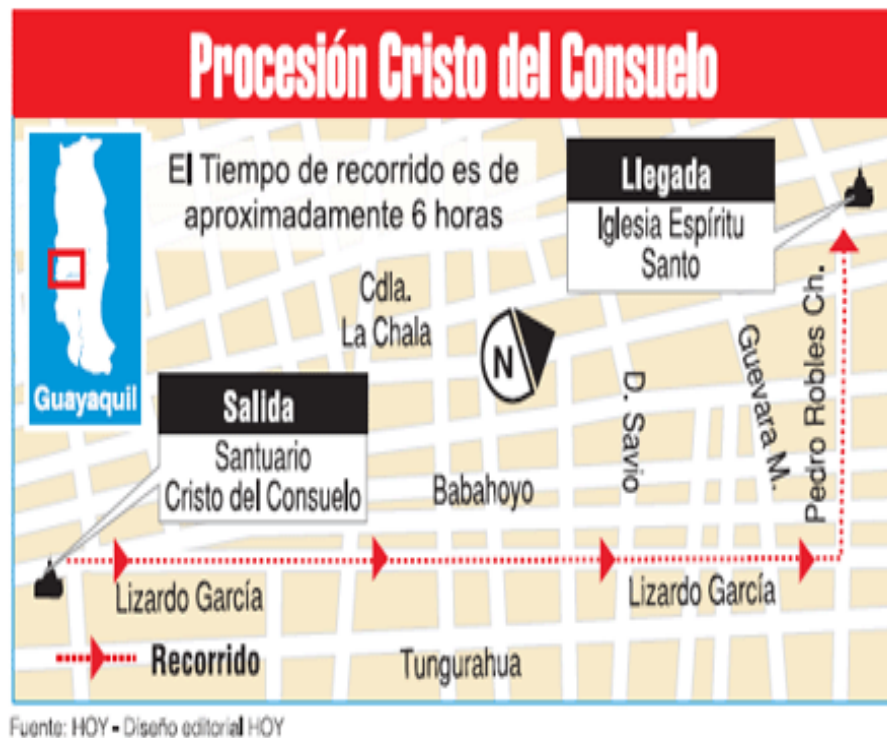 Procesión Cristo del Consuelo
El Tiempo de recorrido es de
aproximadamente 6 horas
Llegada
Iglesia Espíritu
Santo
Cdla.
La Chala
N
Guayaquil
Salida
Santuario
Cristo del Consuelo
Babahoyo
D. Savio
Guevara M.
Pedro Robles Ch.
Lizardo García
Lizardo García
Recorrido
Tungurahua
Fuente: HOY - Diseño editorial HOY